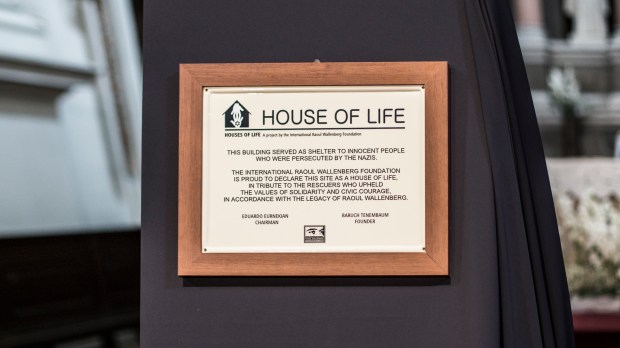 HOUSE OF LIFE
HOUSES OF LIFE A project by the International Raoul Wallenberg Foundation
THIS BUILDING SERVED AS SHELTER TO INNOCENT PEOPLE
WHO WERE PERSECUTED BY THE NAZIS.
THE INTERNATIONAL RAOUL WALLENBERG FOUNDATION
IS PROUD TO DECLARE THIS SITE AS A HOUSE OF LIFE,
IN TRIBUTE TO THE RESCUERS WHO UPHELD
THE VALUES OF SOLIDARITY AND CIVIC COURAGE,
IN ACCORDANCE WITH THE LEGACY OF RAOUL WALLENBERG.
EDUARDO EURNEKIAN
CHAIRMAN
BARUCH TENEMBAUM
FOUNDER